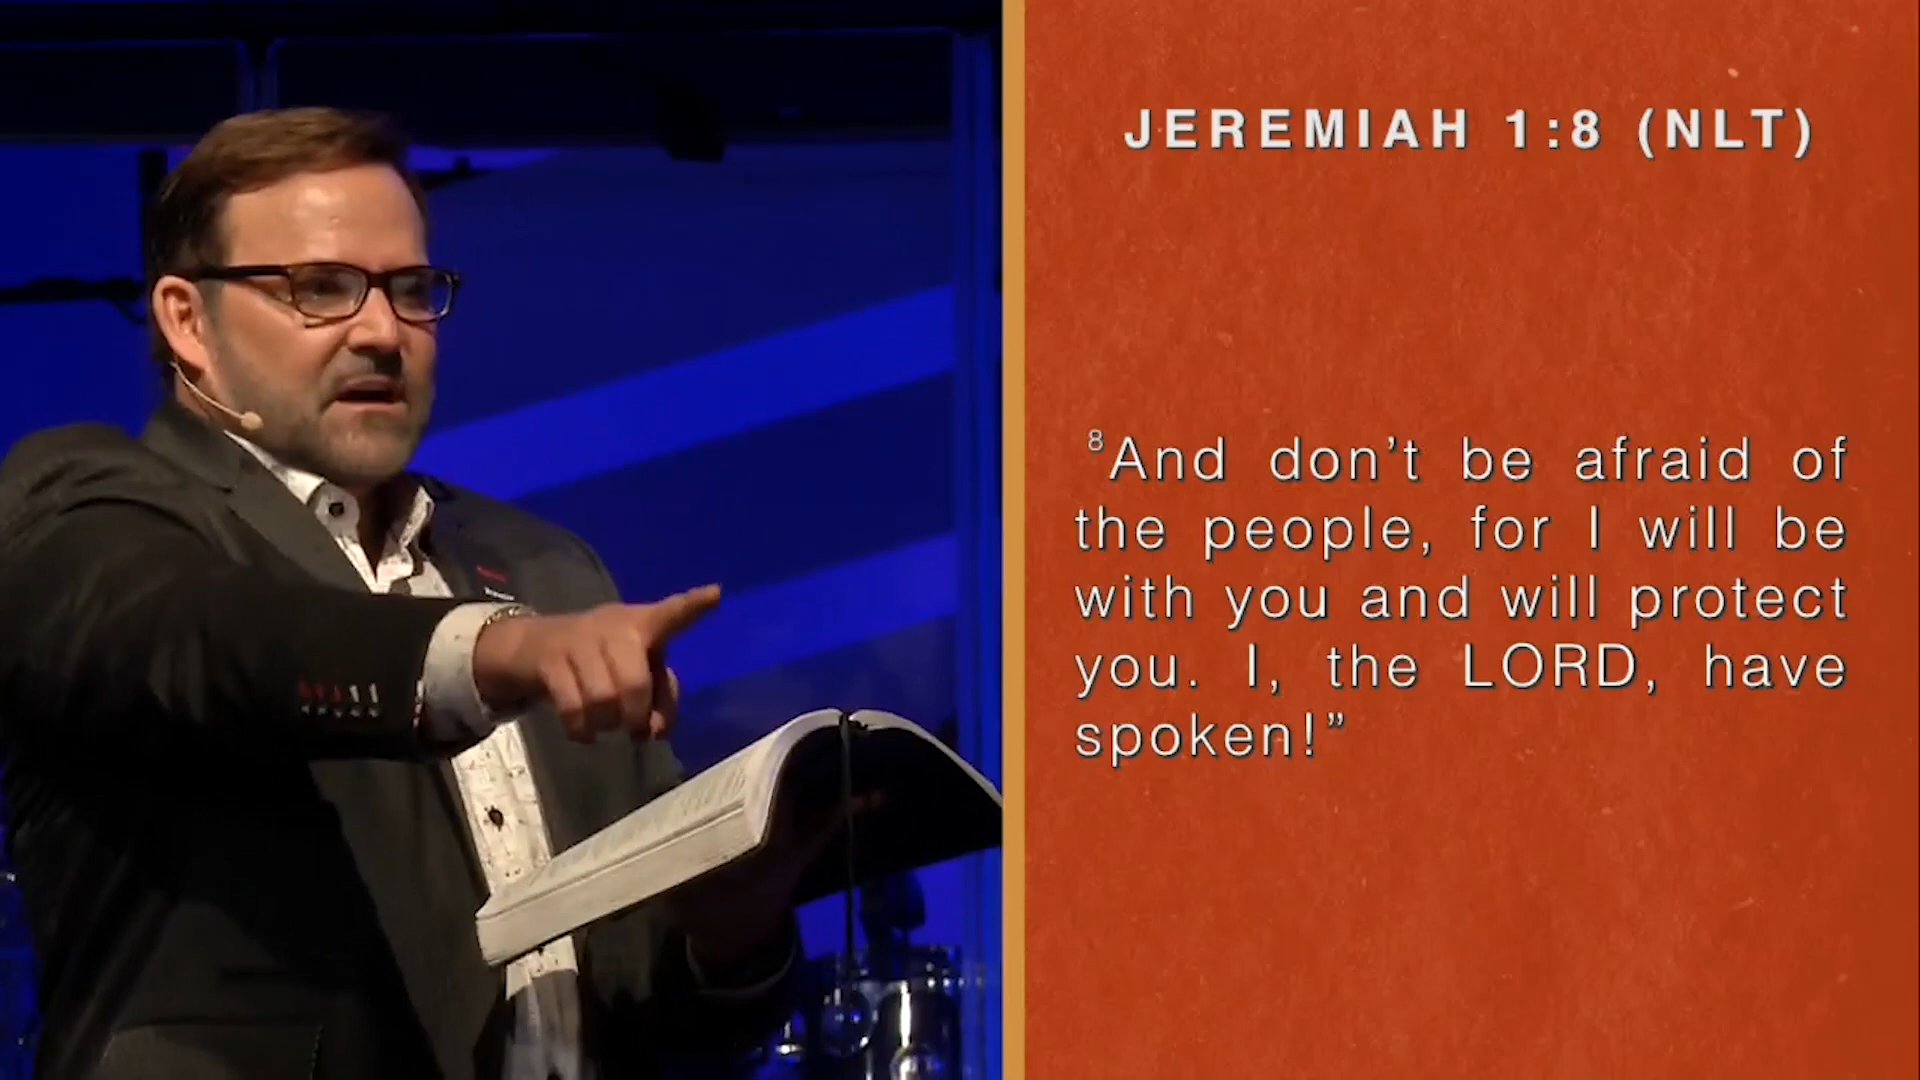 JEREMIAH 1:8 (NLT)
⁸And don’t be afraid of
the people, for I will be
with you and will protect
you. I, the LORD, have
spoken!”